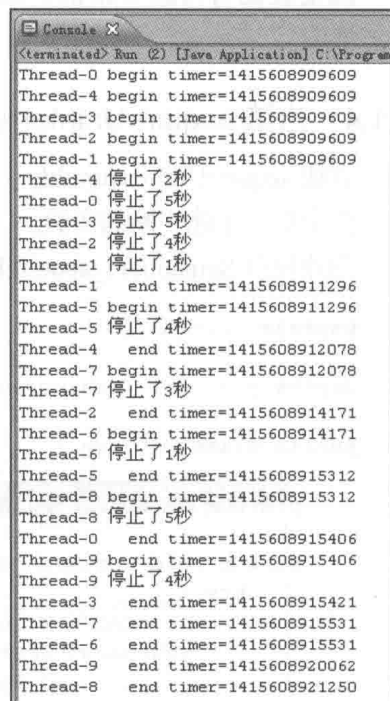 Console
<terminated> Run (2) [Java Application] C:\Program
Thread-0 begin timer=1415608909609
Thread-4 begin timer=1415608909609
Thread-3 begin timer=1415608909609
Thread-2 begin timer=1415608909609
Thread-1 begin timer=1415608909609
Thread-4 停止了2秒
Thread-0 停止了5秒
Thread-3 停止了5秒
Thread-2 停止了4秒
Thread-1 停止了1秒
Thread-1   end timer=1415608911296
Thread-5 begin timer=1415608911296
Thread-5 停止了4秒
Thread-4   end timer=1415608912078
Thread-7 begin timer=1415608912078
Thread-7 停止了3秒
Thread-2   end timer=1415608914171
Thread-6 begin timer=1415608914171
Thread-6 停止了1秒
Thread-5   end timer=1415608915312
Thread-8 begin timer=1415608915312
Thread-8 停止了5秒
Thread-0   end timer=1415608915406
Thread-9 begin timer=1415608915406
Thread-9 停止了4秒
Thread-3   end timer=1415608915421
Thread-7   end timer=1415608915531
Thread-6   end timer=1415608915531
Thread-9   end timer=1415608920062
Thread-8   end timer=1415608921250